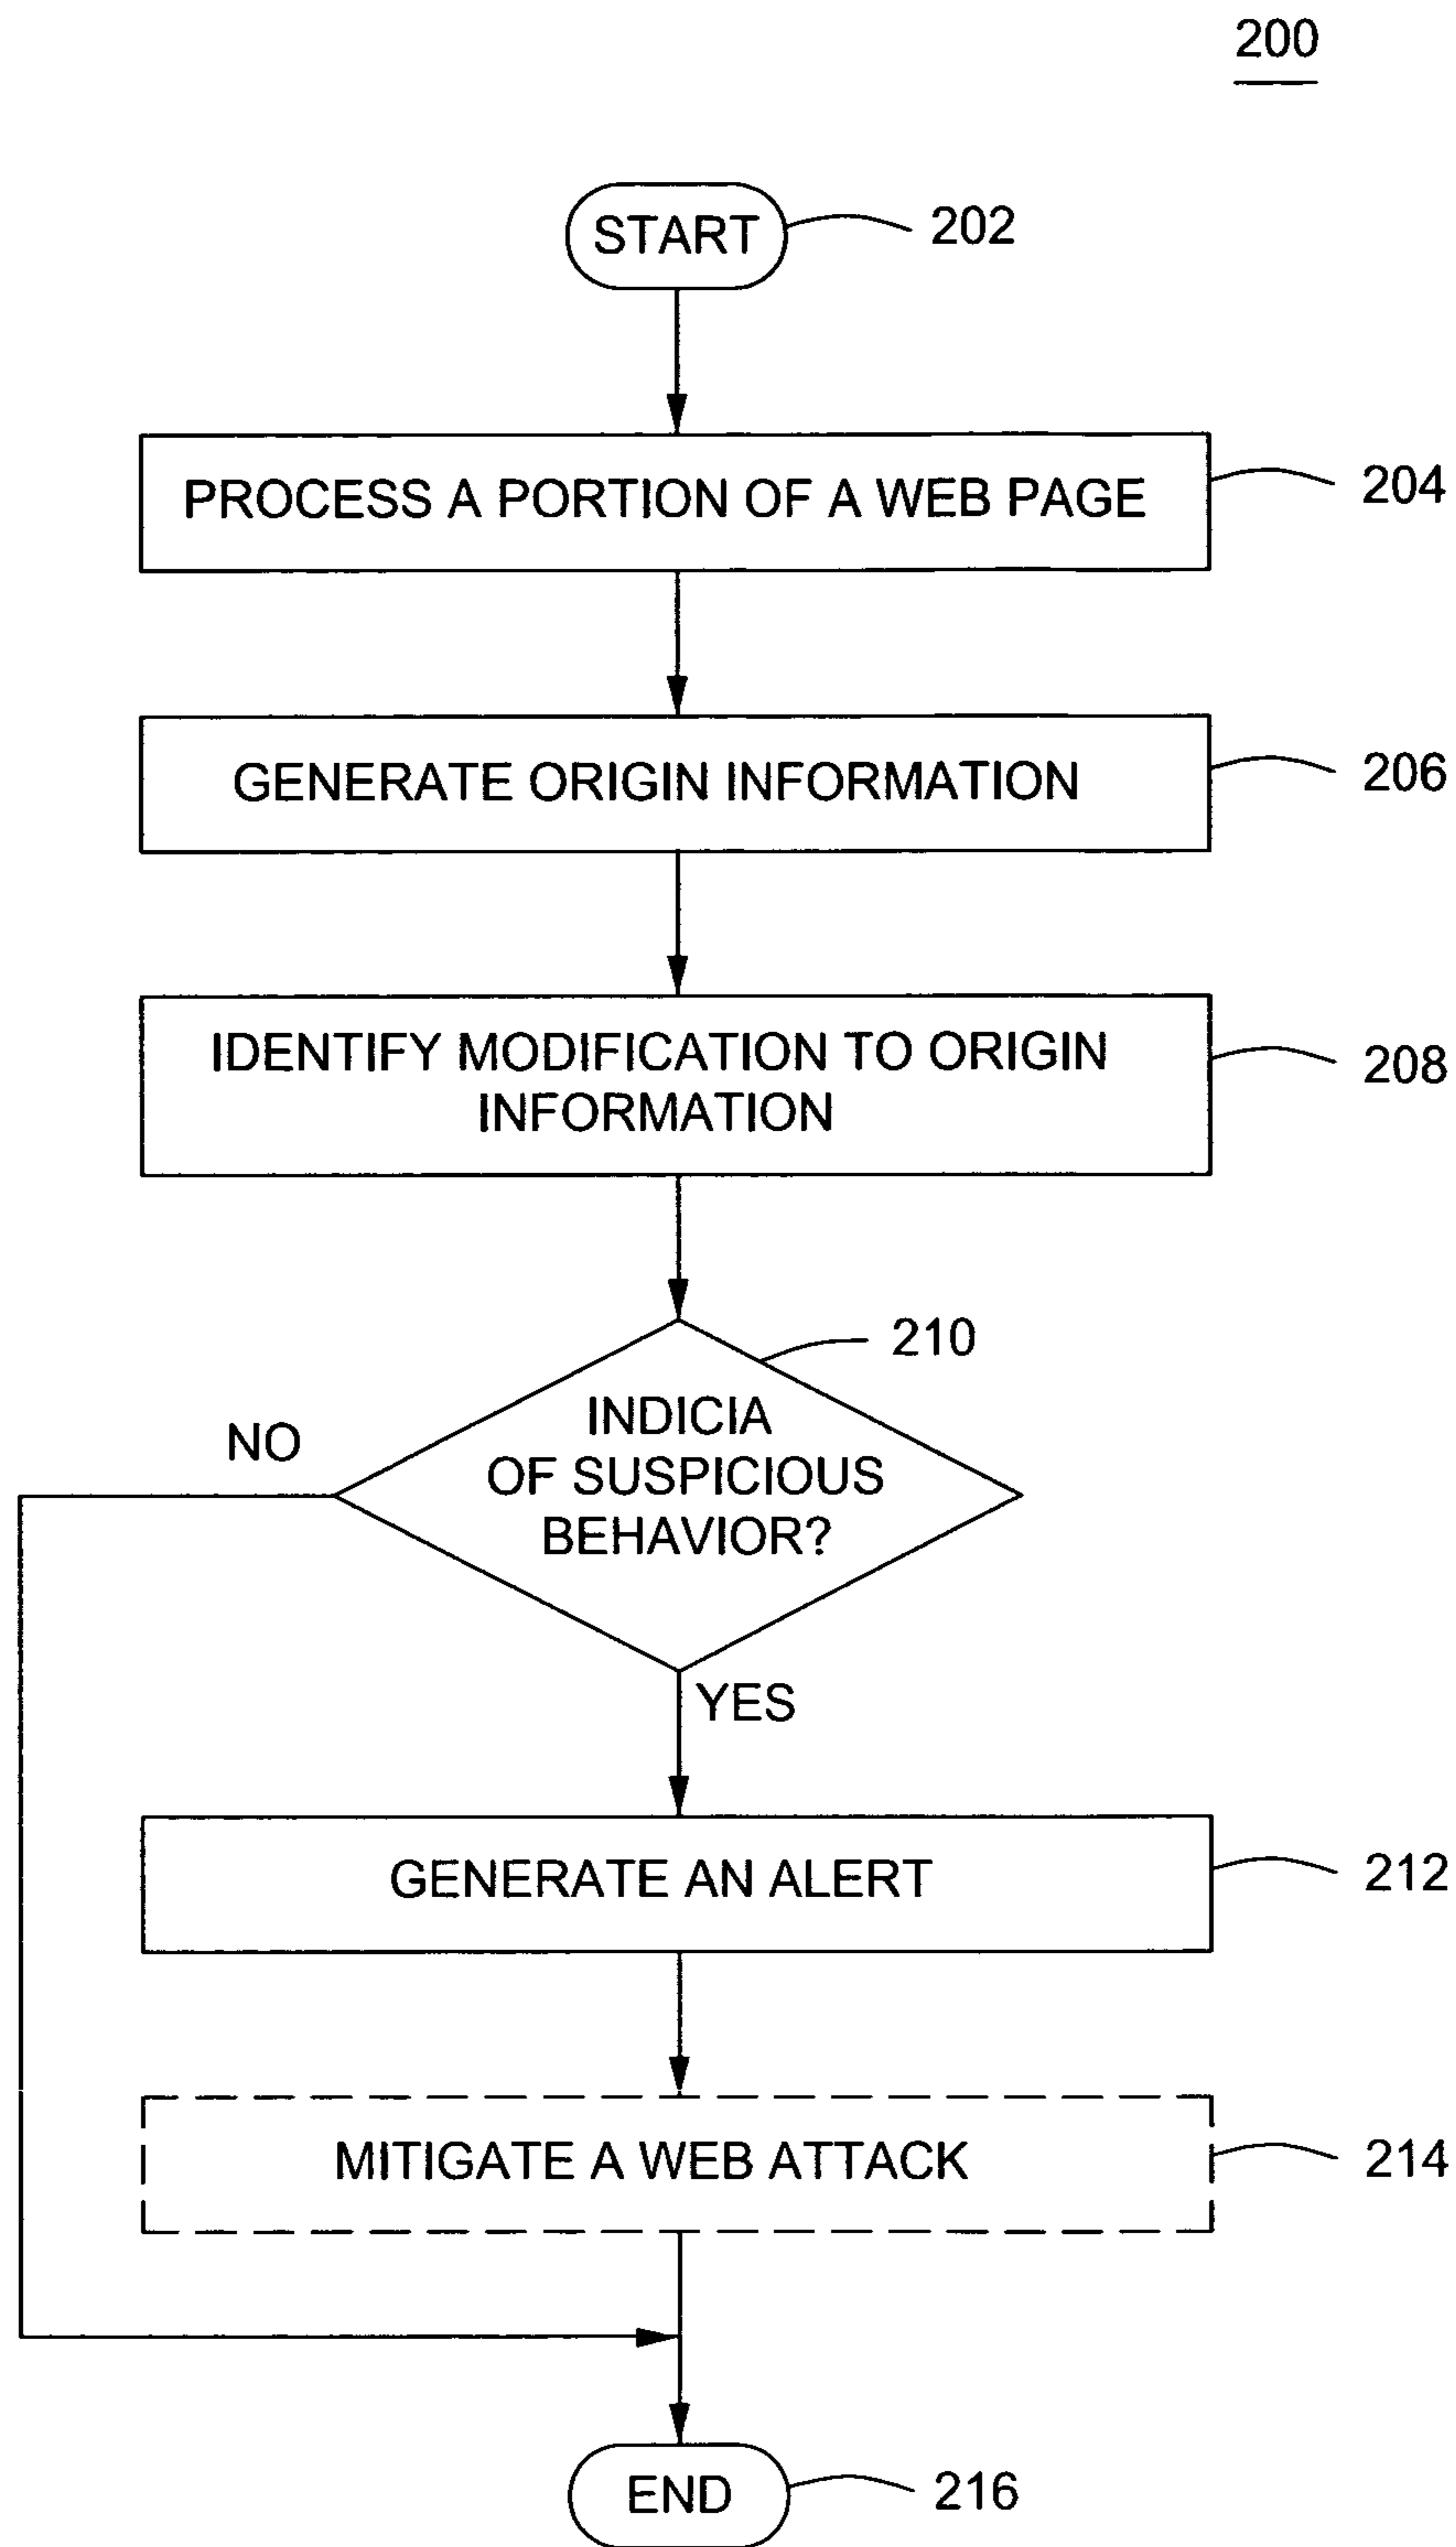 200
START
202
PROCESS A PORTION OF A WEB PAGE
204
GENERATE ORIGIN INFORMATION
206
IDENTIFY MODIFICATION TO ORIGIN
INFORMATION
208
210
INDICIA
OF SUSPICIOUS
BEHAVIOR?
NO
YES
GENERATE AN ALERT
212
MITIGATE A WEB ATTACK
214
END
216